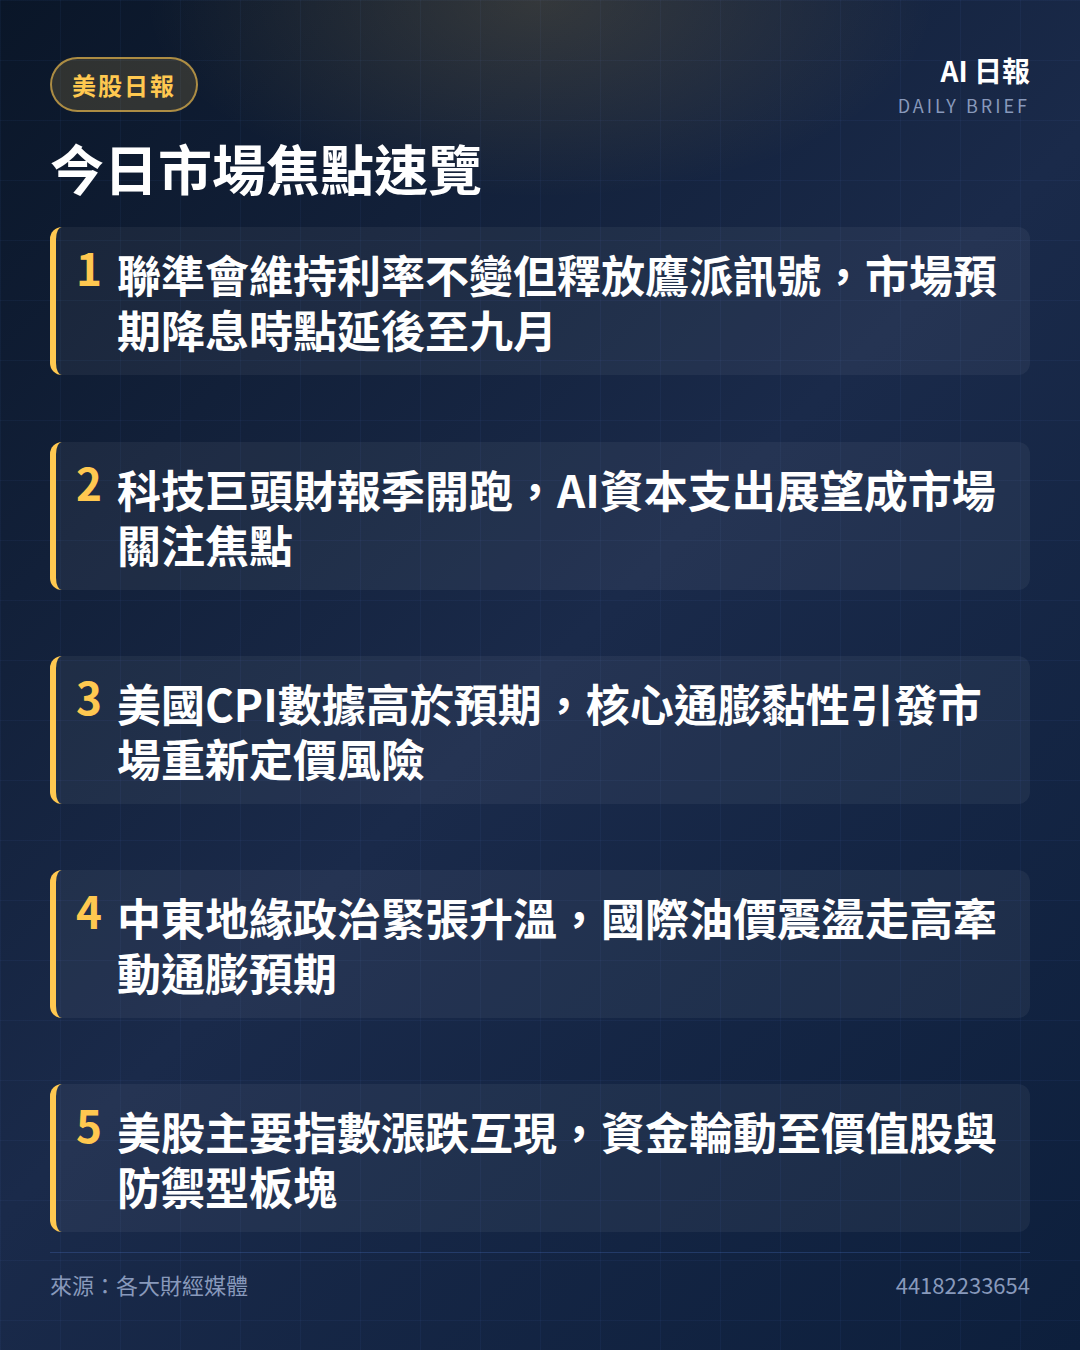 美股日報
AI 日報
DAILY BRIEF
今日市場焦點速覽
1 聯準會維持利率不變但釋放鷹派訊號，市場預
期降息時點延後至九月
2 科技巨頭財報季開跑，AI資本支出展望成市場
關注焦點
3 美國CPI數據高於預期，核心通膨黏性引發市
場重新定價風險
4 中東地緣政治緊張升溫，國際油價震盪走高牽
動通膨預期
5 美股主要指數漲跌互現，資金輪動至價值股與
防禦型板塊
來源：各大財經媒體
44182233654